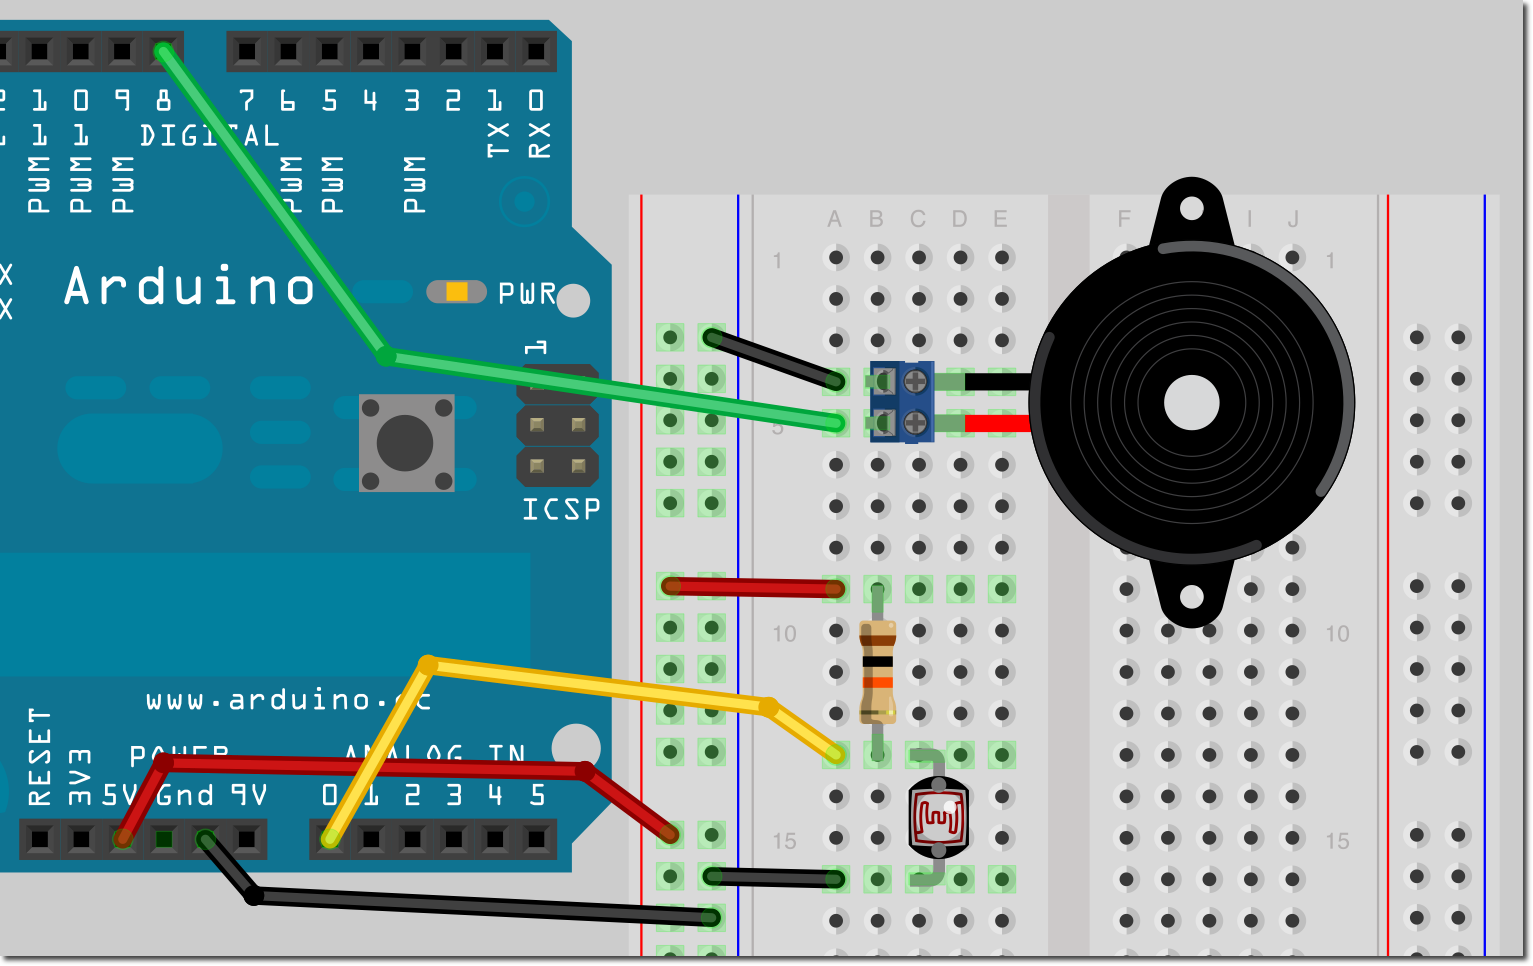 1 0 9 8 7 6 5 4 3 2 1 0
1 1 DIGITAL
PWM PWM PWM PWM PWM PWM TX RX
A B C D E F I J
1 1
Arduino PWR
1
5
ICSP
10 10
www.arduino.cc
RESET 3V3 POWER ANALOG IN
5V Gnd 9V 0 1 2 3 4 5
15 15